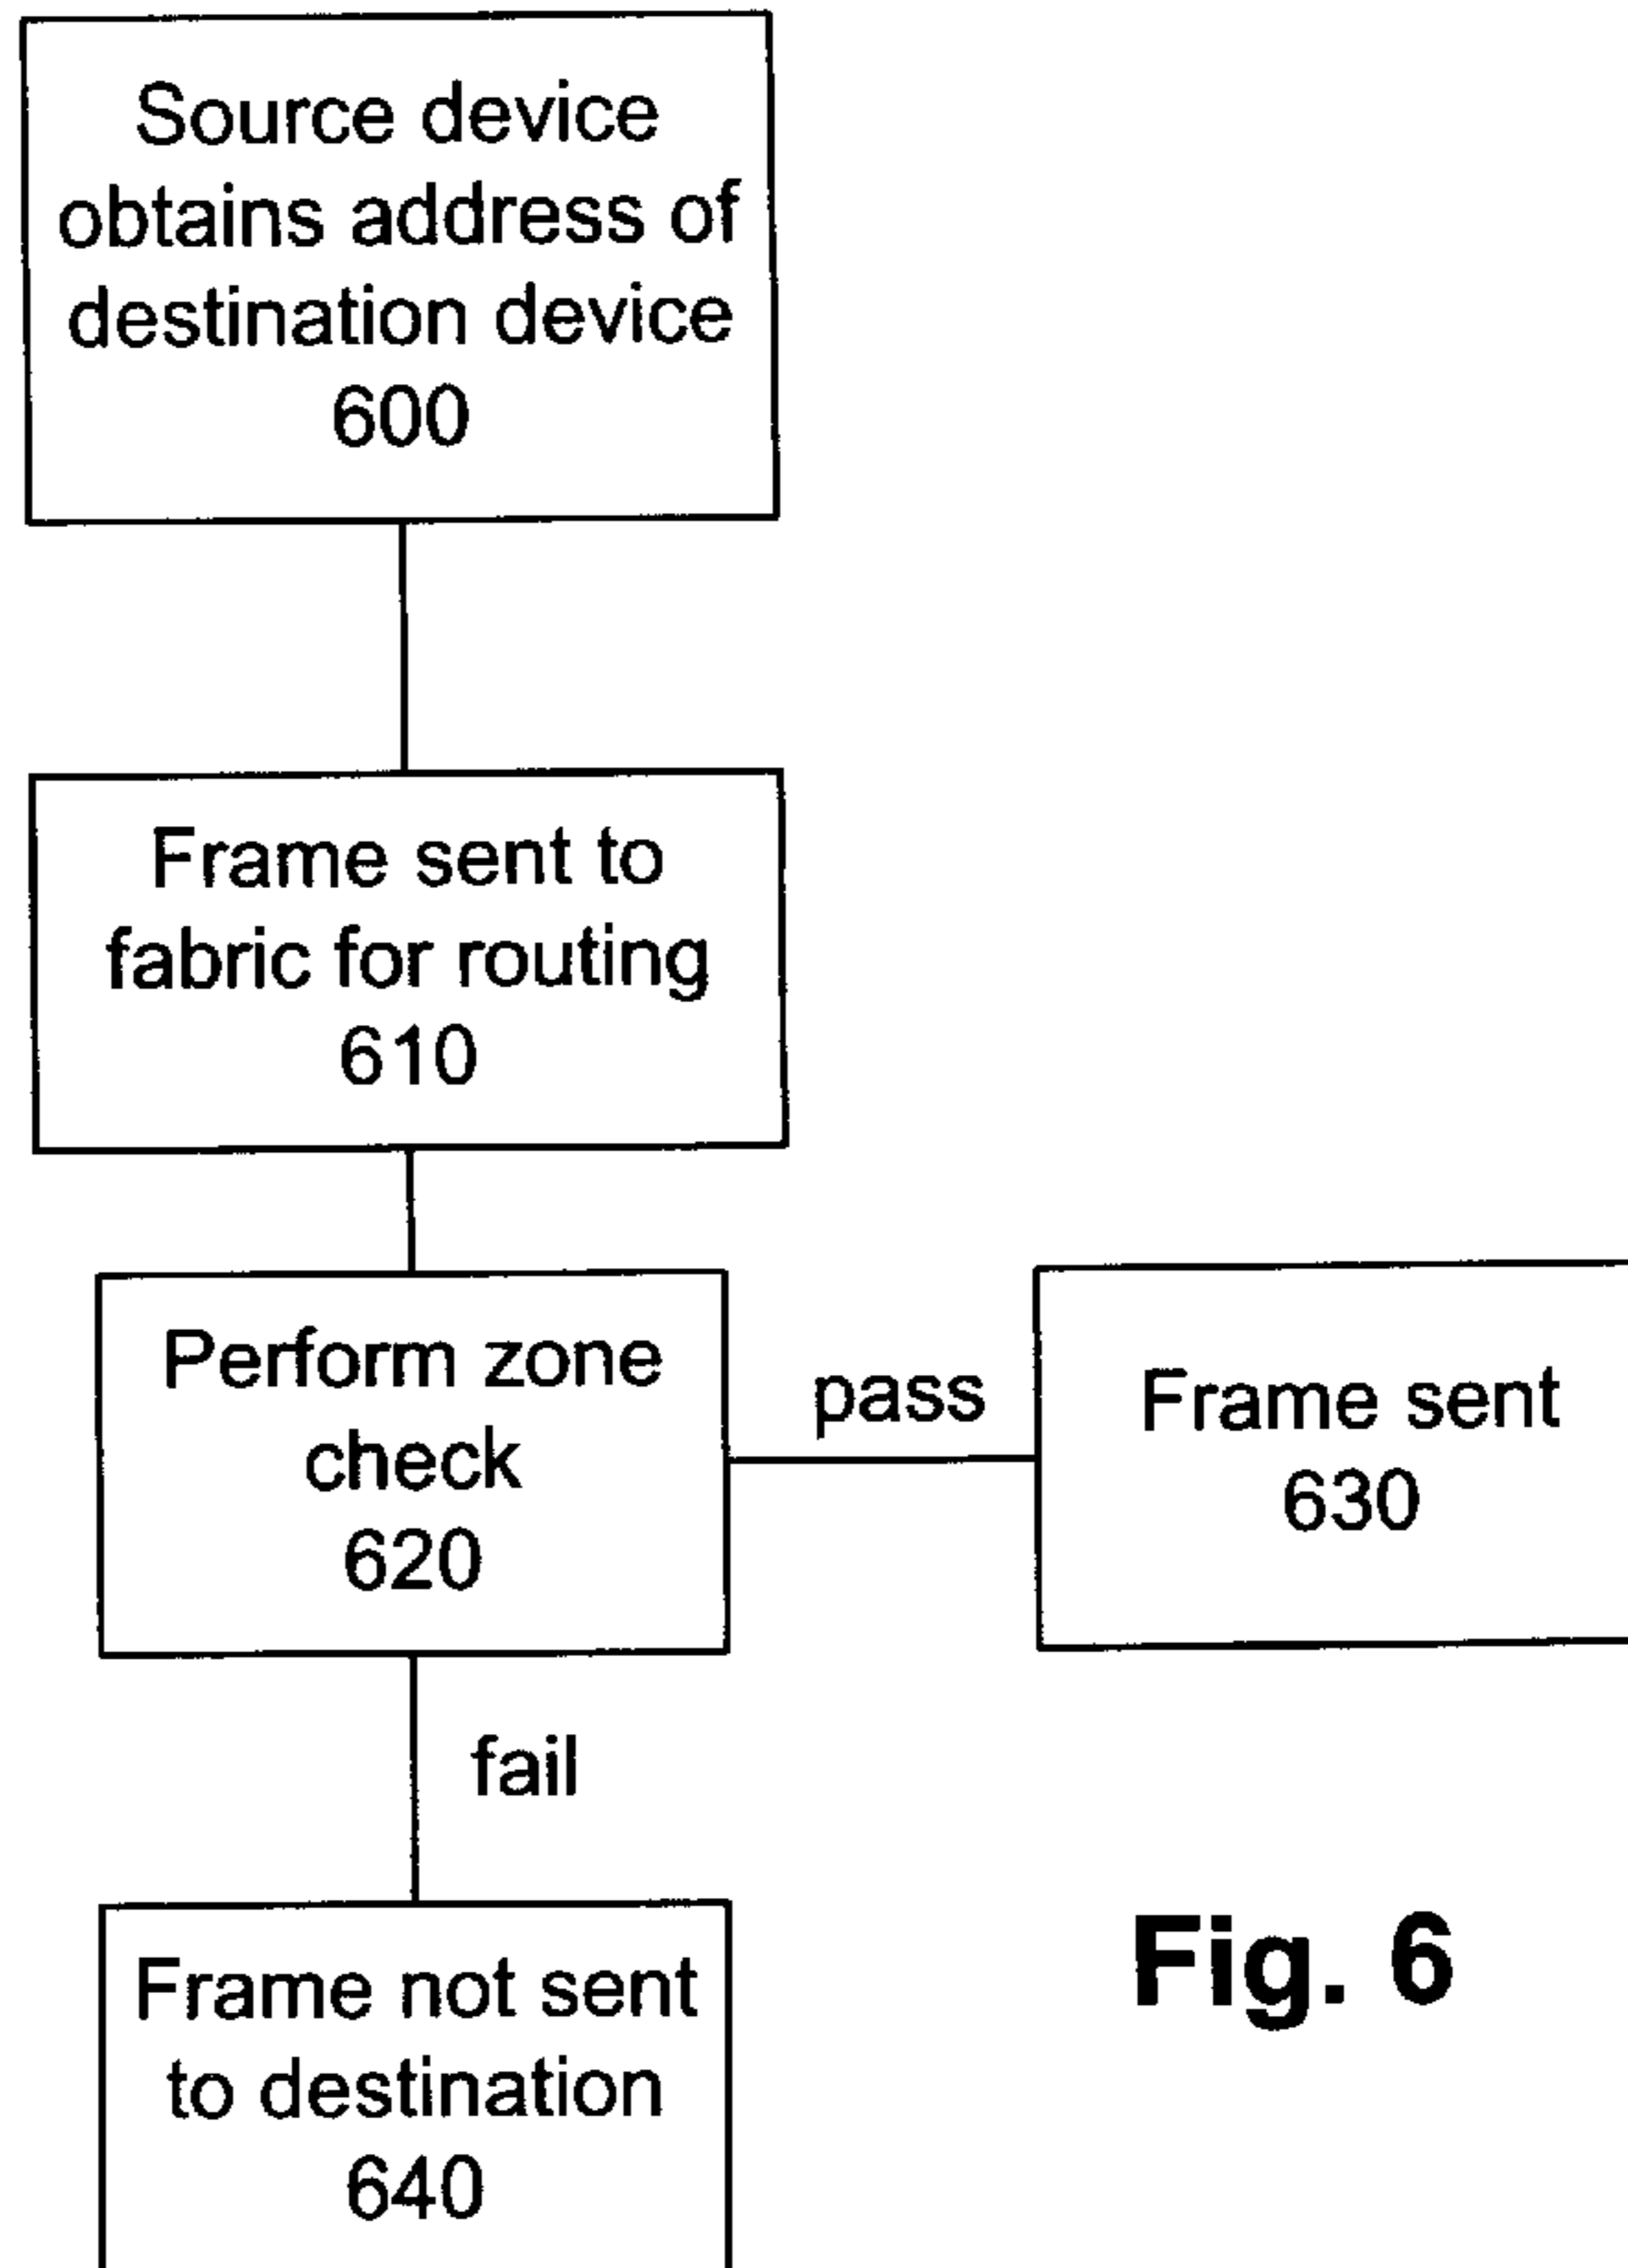 Source device
obtains address of
destination device
600
Frame sent to
fabric for routing
610
Perform zone
check
620
pass
Frame sent
630
fail
Frame not sent
to destination
640
Fig. 6